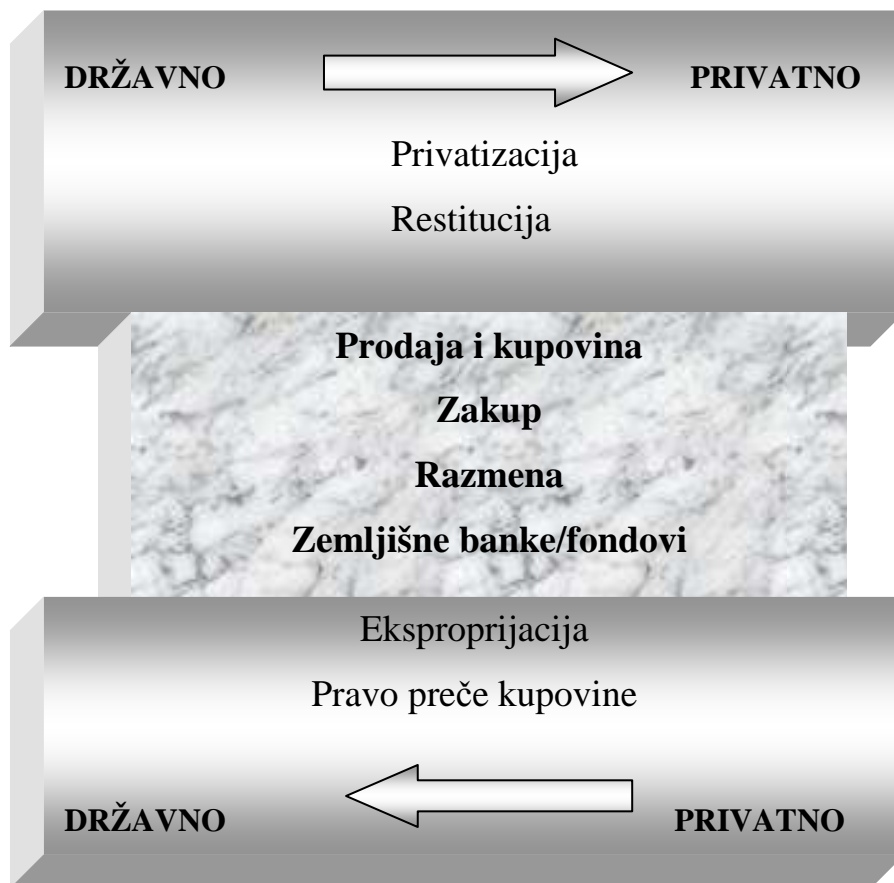 DRŽAVNO PRIVATNO
Privatizacija
Restitucija
Prodaja i kupovina
Zakup
Razmena
Zemljišne banke/fondovi
Eksproprijacija
Pravo preče kupovine
DRŽAVNO PRIVATNO